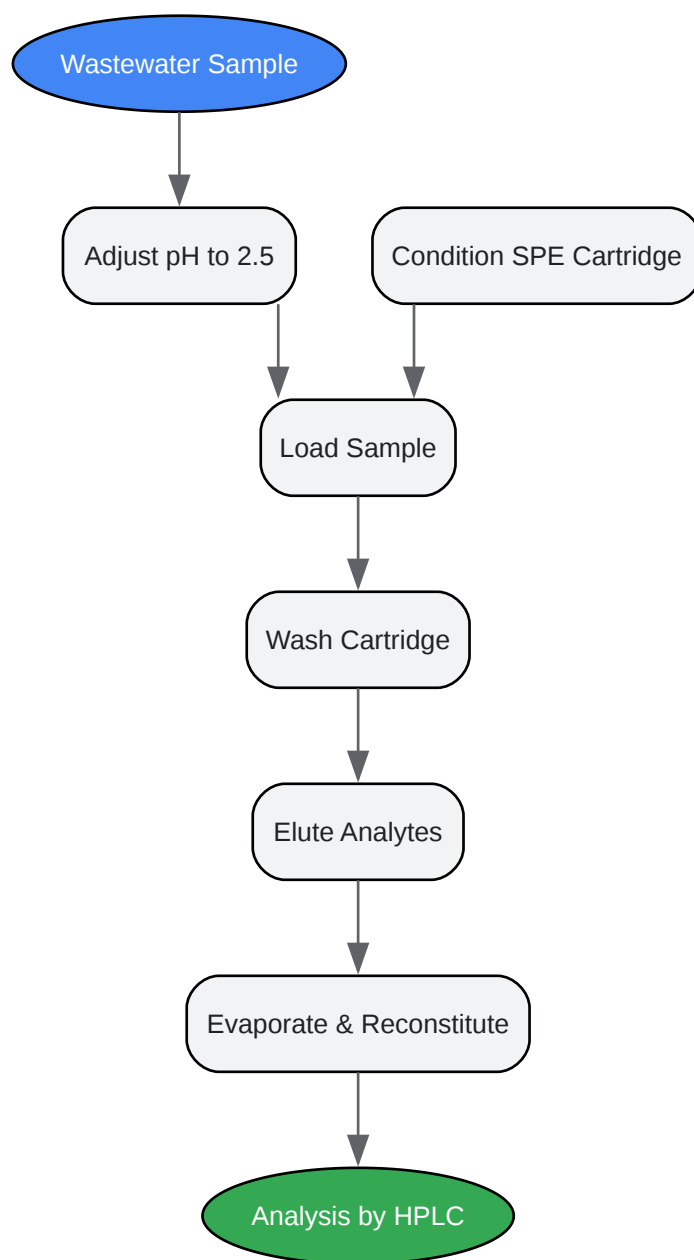 Wastewater Sample
Adjust pH to 2.5
Condition SPE Cartridge
Load Sample
Wash Cartridge
Elute Analytes
Evaporate & Reconstitute
Analysis by HPLC